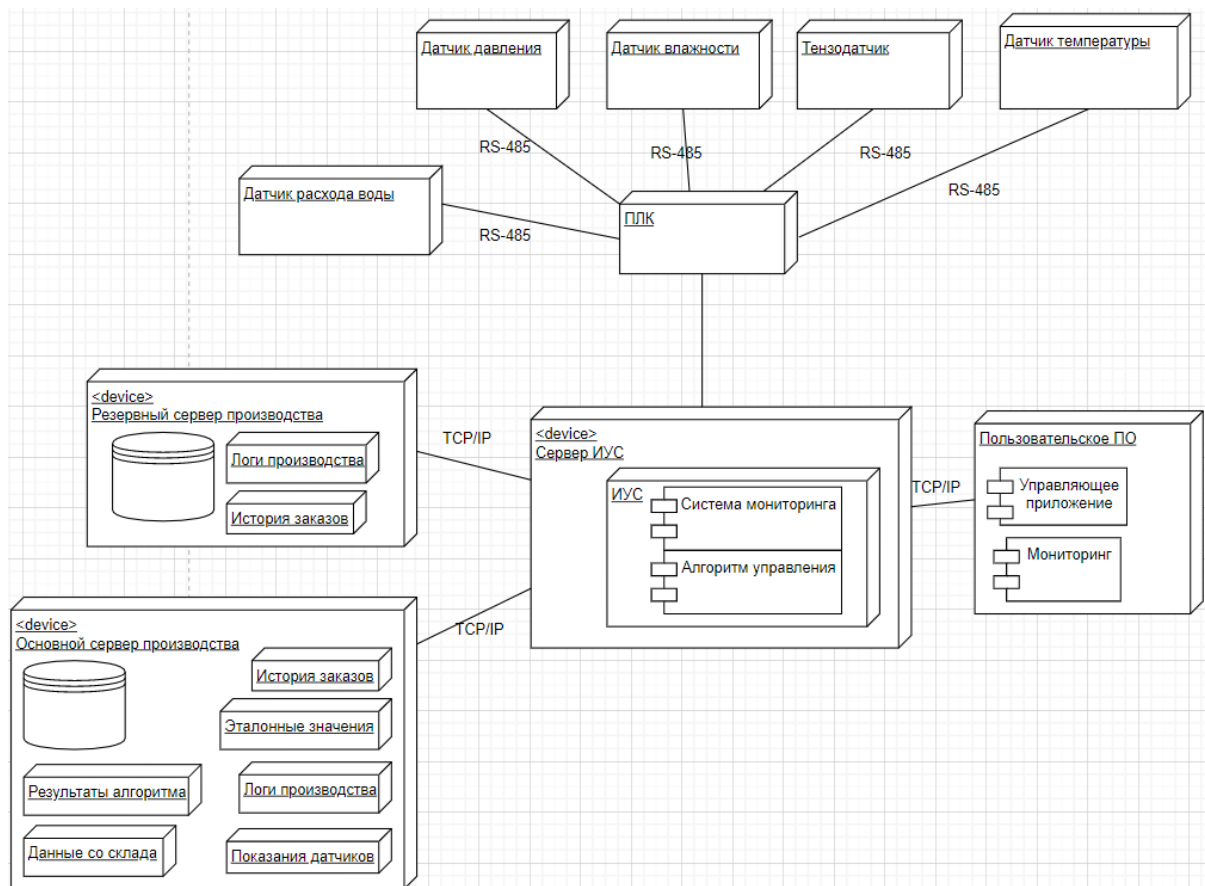 Датчик давления
Датчик влажности
Тензодатчик
Датчик температуры
RS-485
RS-485
RS-485
RS-485
Датчик расхода воды
RS-485
ПЛК
<device>
Резервный сервер производства
Логи производства
История заказов
TCP/IP
<device>
Сервер ИУС
ИУС
Система мониторинга
Алгоритм управления
TCP/IP
Пользовательское ПО
Управляющее
приложение
Мониторинг
TCP/IP
<device>
Основной сервер производства
История заказов
Эталонные значения
Результаты алгоритма
Логи производства
Данные со склада
Показания датчиков